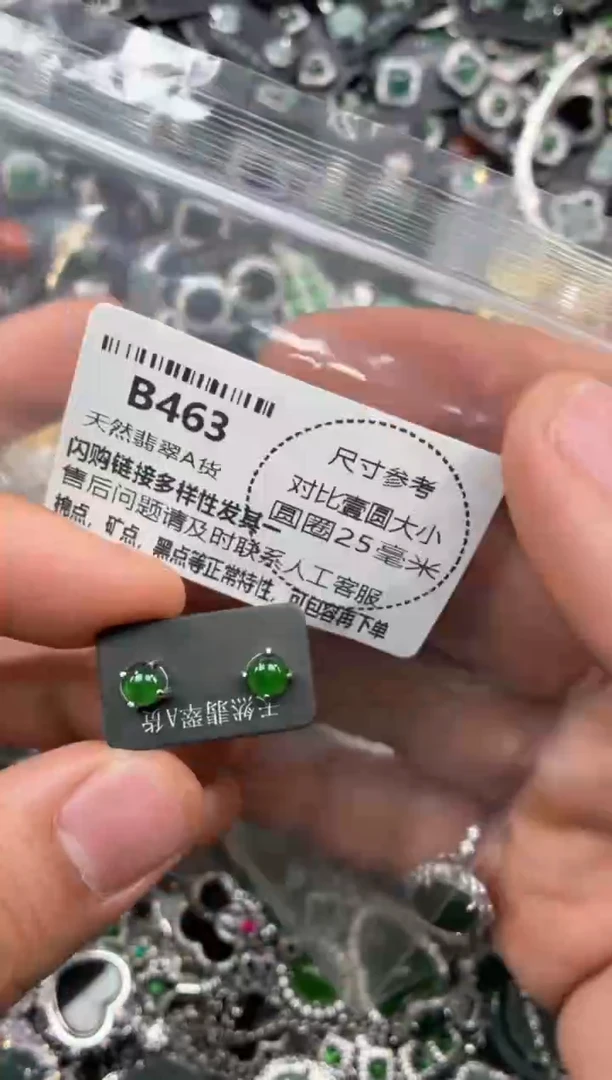 B463
天然翡翠A货
闪购链接多样性发其一
售后问题请及时联系人工客服
棉点，矿点，黑点等正常特性，可包容再下单
尺寸参考
对比壹圆大小
圆圈25毫米
天然翡翠A货